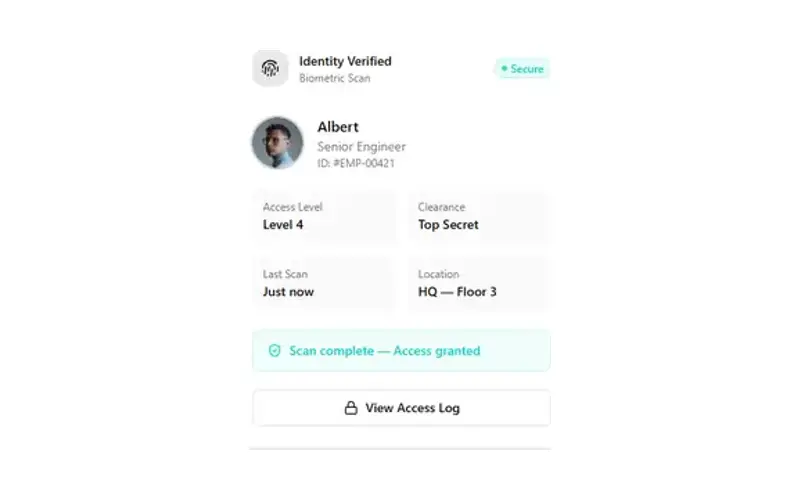 Identity Verified
Biometric Scan
Secure
Albert
Senior Engineer
ID: #EMP-00421
Access Level
Level 4
Clearance
Top Secret
Last Scan
Just now
Location
HQ — Floor 3
Scan complete — Access granted
View Access Log